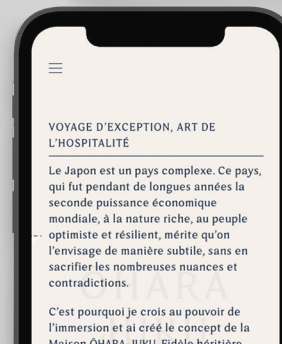 VOYAGE D'EXCEPTION, ART DE
L'HOSPITALITÉ
Le Japon est un pays complexe. Ce pays,
qui fut pendant de longues années la
seconde puissance économique
mondiale, à la nature riche, au peuple
optimiste et résilient, mérite qu'on
l'envisage de manière subtile, sans en
sacrifier les nombreuses nuances et
contradictions.
ŌHARA
C'est pourquoi je crois au pouvoir de
l'immersion et ai créé le concept de la
Maison ŌHARA-JUKU. Fidèle héritière